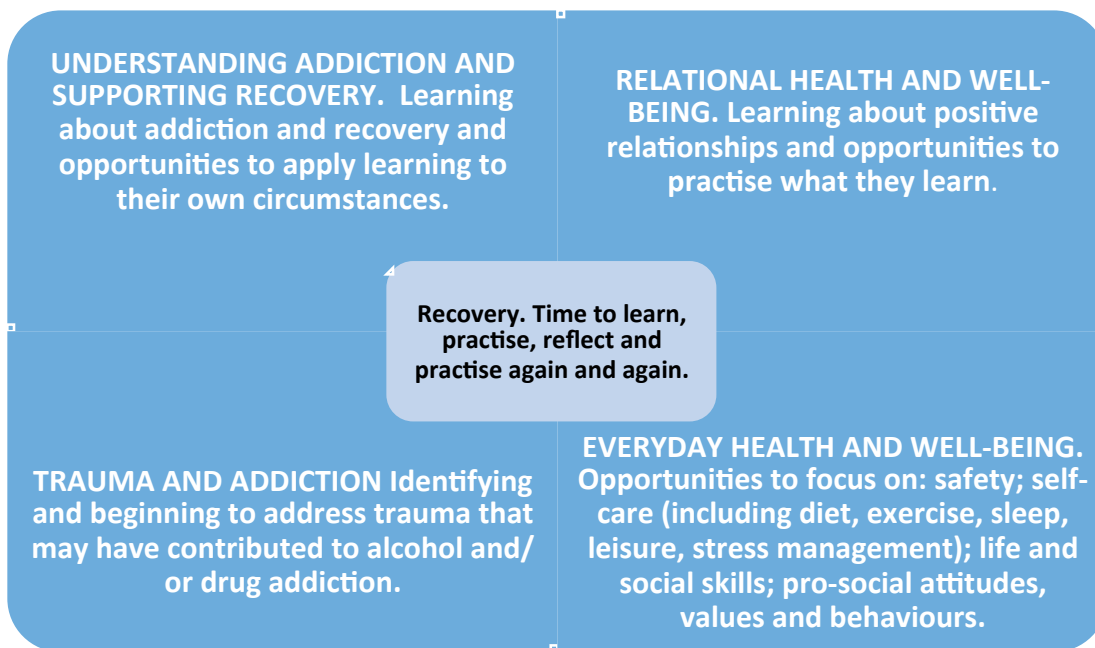 UNDERSTANDING ADDICTION AND
SUPPORTING RECOVERY.  Learning
about addiction and recovery and
opportunities to apply learning to
their own circumstances.
RELATIONAL HEALTH AND WELL-
BEING. Learning about positive
relationships and opportunities to
practise what they learn.
Recovery. Time to learn,
practise, reflect and
practise again and again.
TRAUMA AND ADDICTION Identifying
and beginning to address trauma that
may have contributed to alcohol and/
or drug addiction.
EVERYDAY HEALTH AND WELL-BEING.
Opportunities to focus on: safety; self-
care (including diet, exercise, sleep,
leisure, stress management); life and
social skills; pro-social attitudes,
values and behaviours.